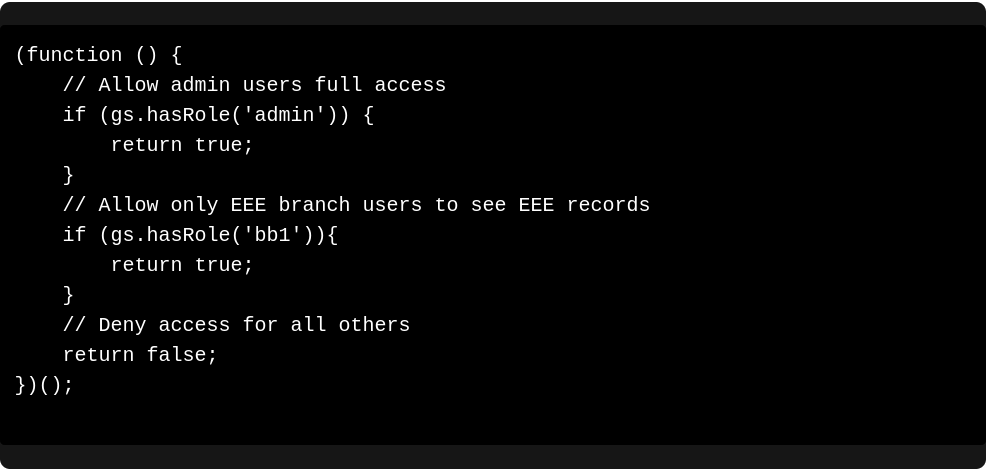 (function () {
    // Allow admin users full access
    if (gs.hasRole('admin')) {
        return true;
    }
    // Allow only EEE branch users to see EEE records
    if (gs.hasRole('bb1')){
        return true;
    }
    // Deny access for all others
    return false;
})();